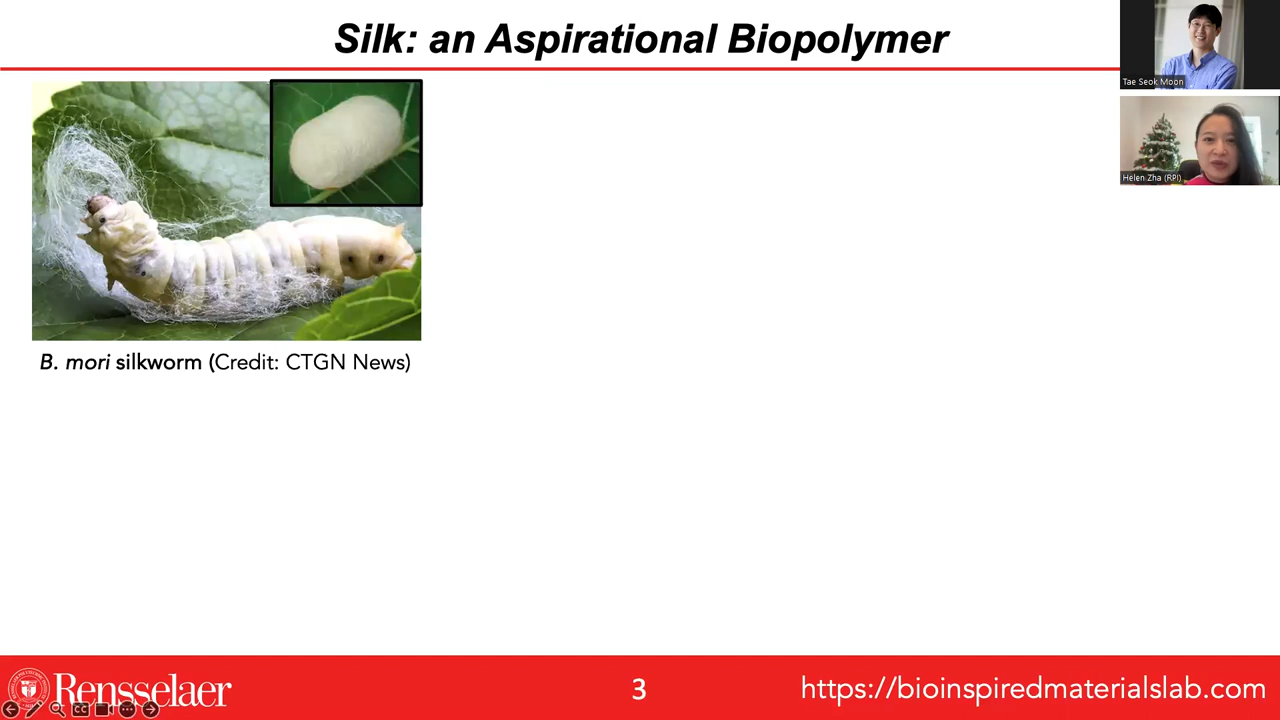 Silk: an Aspirational Biopolymer
Tae Seok Moon
Helen Zha (RPI)
B. mori silkworm (Credit: CTGN News)
Rensselaer
3
https://bioinspiredmaterialslab.com
CC